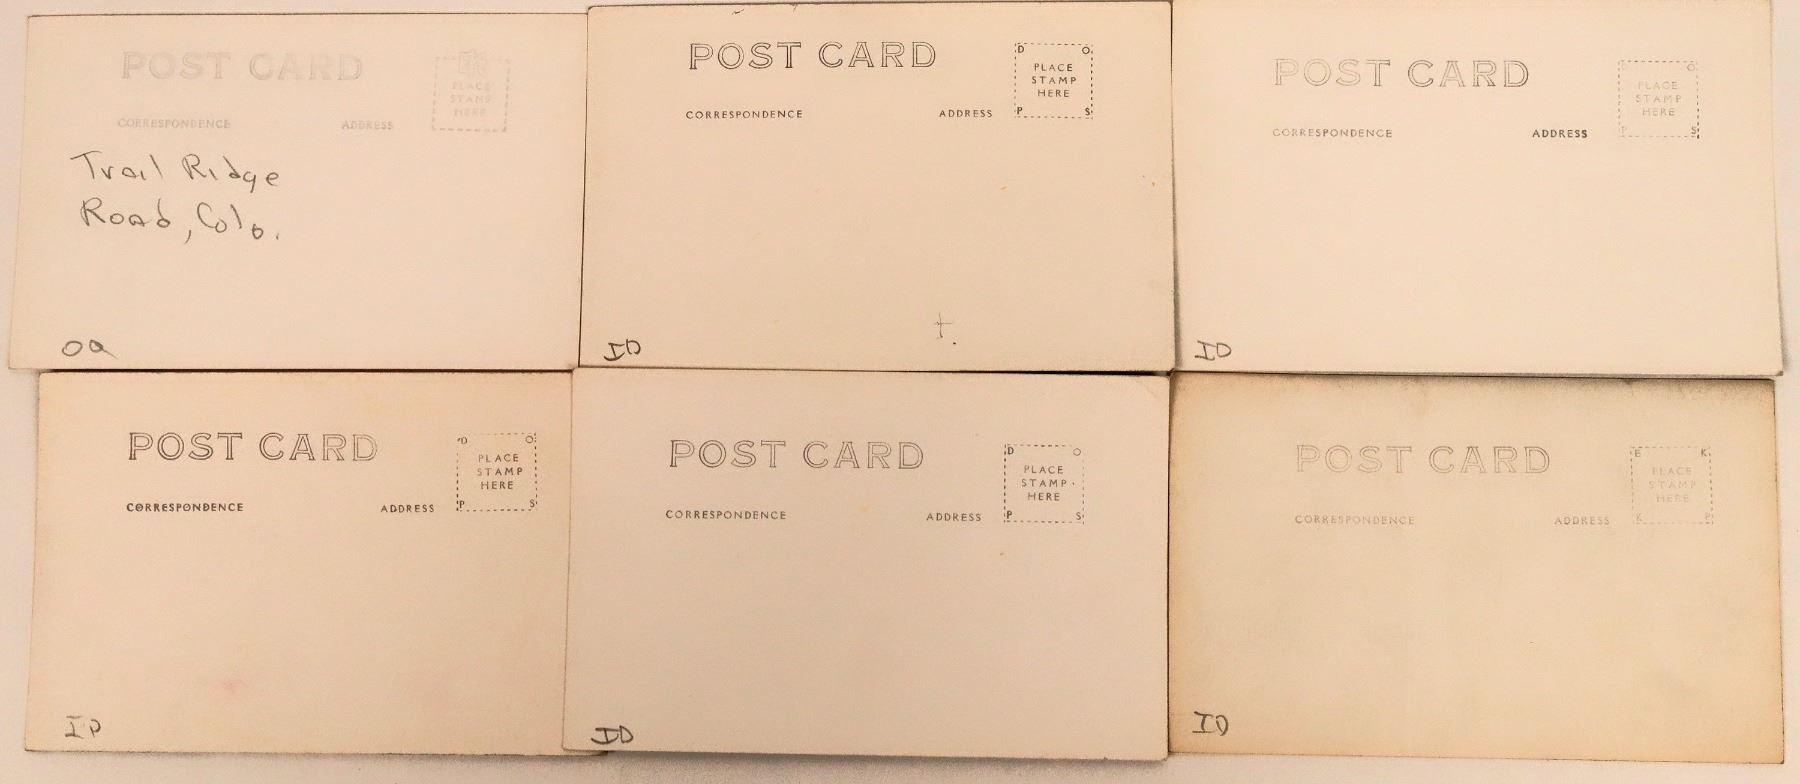 POST CARD
PLACE
STAMP
HERE
CORRESPONDENCE ADDRESS
Trail Ridge
Road, Colo.
POST CARD
D O
PLACE
STAMP
HERE
P S
CORRESPONDENCE ADDRESS
ID
POST CARD
O
PLACE
STAMP
HERE
P S
CORRESPONDENCE ADDRESS
ID
POST CARD
D O
PLACE
STAMP
HERE
P S
CORRESPONDENCE ADDRESS
ID
POST CARD
D O
PLACE
STAMP
HERE
P S
CORRESPONDENCE ADDRESS
ID
POST CARD
E K
PLACE
STAMP
HERE
K P
CORRESPONDENCE ADDRESS
ID